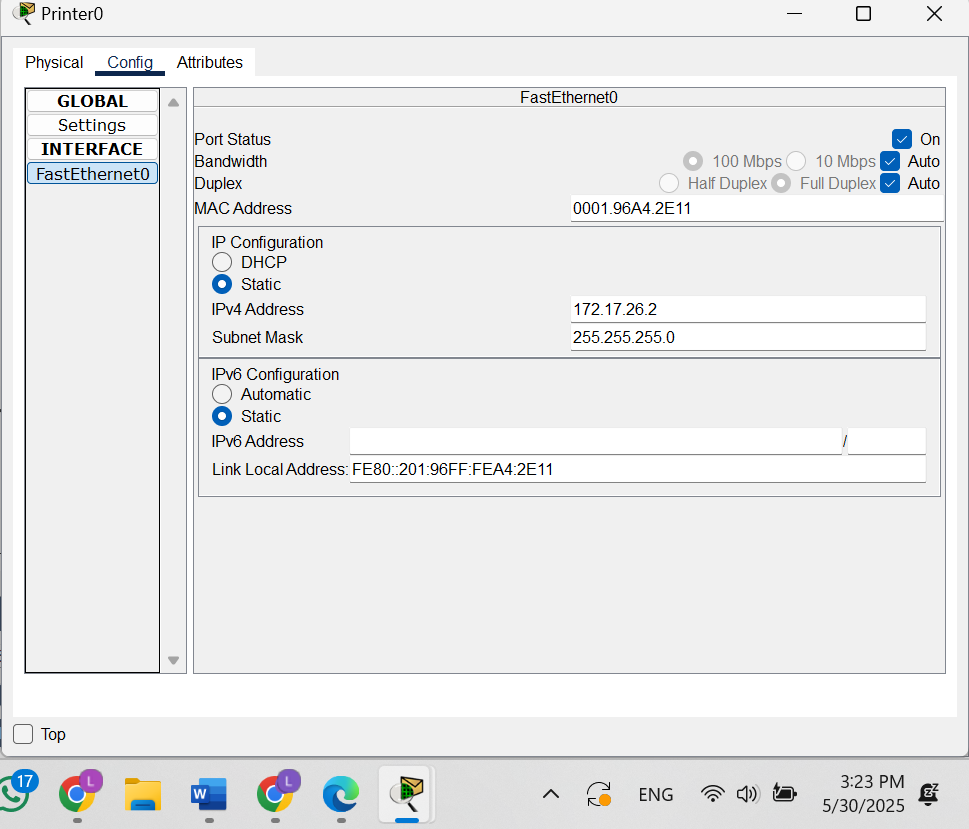 Printer0
Physical Config Attributes
GLOBAL
Settings
INTERFACE
FastEthernet0
FastEthernet0
Port Status On
Bandwidth 100 Mbps 10 Mbps Auto
Duplex Half Duplex Full Duplex Auto
MAC Address 0001.96A4.2E11
IP Configuration
DHCP
Static
IPv4 Address 172.17.26.2
Subnet Mask 255.255.255.0
IPv6 Configuration
Automatic
Static
IPv6 Address /
Link Local Address: FE80::201:96FF:FEA4:2E11
Top
17 L W L ENG 3:23 PM
5/30/2025